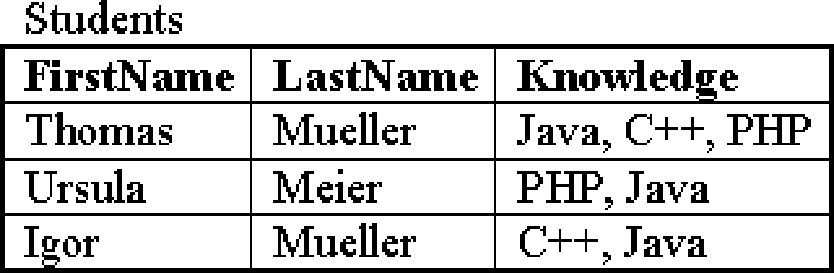 Students
FirstName LastName Knowledge
Thomas Mueller Java, C++, PHP
Ursula Meier PHP, Java
Igor Mueller C++, Java